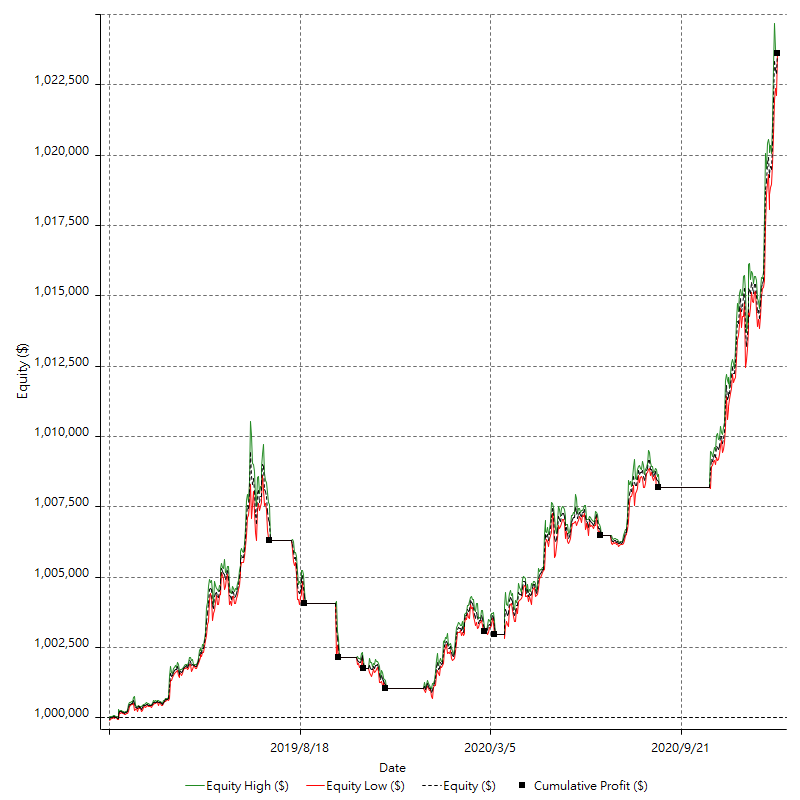 1,022,500
1,020,000
1,017,500
1,015,000
1,012,500
1,010,000
1,007,500
1,005,000
1,002,500
1,000,000
Equity ($)
2019/8/18 2020/3/5 2020/9/21
Date
Equity High ($) Equity Low ($) Equity ($) Cumulative Profit ($)